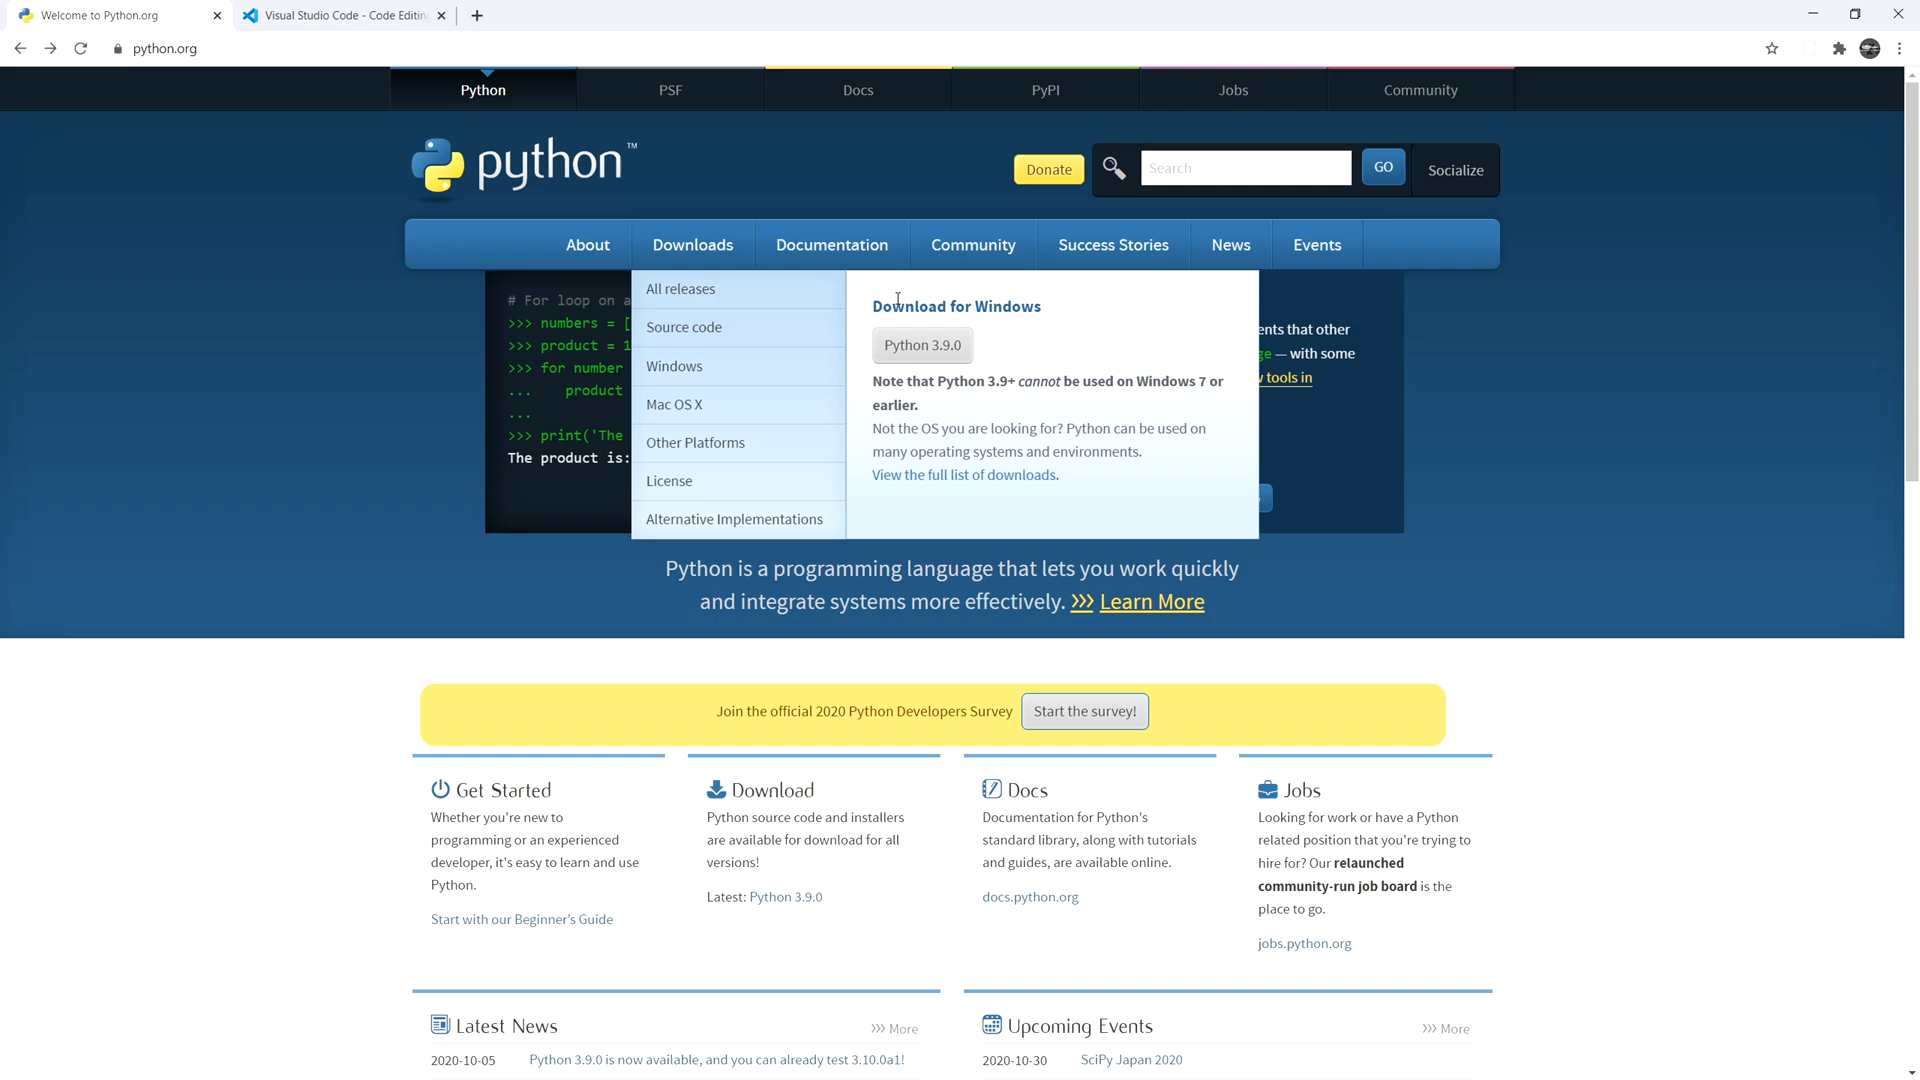 Welcome to Python.org
Visual Studio Code - Code Editing
python.org
Python PSF Docs PyPI Jobs Community
python™
Donate Search GO Socialize
About Downloads Documentation Community Success Stories News Events
All releases
Source code
Windows
Mac OS X
Other Platforms
License
Alternative Implementations
Download for Windows
Python 3.9.0
Note that Python 3.9+ cannot be used on Windows 7 or
earlier.
Not the OS you are looking for? Python can be used on
many operating systems and environments.
View the full list of downloads.
# For loop on a
>>> numbers = [
>>> product = 1
>>> for number
... product
...
>>> print('The
The product is:
ents that other
ge — with some
tools in
Python is a programming language that lets you work quickly
and integrate systems more effectively. >>> Learn More
Join the official 2020 Python Developers Survey Start the survey!
Get Started
Whether you're new to
programming or an experienced
developer, it's easy to learn and use
Python.
Start with our Beginner's Guide
Download
Python source code and installers
are available for download for all
versions!
Latest: Python 3.9.0
Docs
Documentation for Python's
standard library, along with tutorials
and guides, are available online.
docs.python.org
Jobs
Looking for work or have a Python
related position that you're trying to
hire for? Our relaunched
community-run job board is the
place to go.
jobs.python.org
Latest News >>> More
2020-10-05 Python 3.9.0 is now available, and you can already test 3.10.0a1!
Upcoming Events >>> More
2020-10-30 SciPy Japan 2020